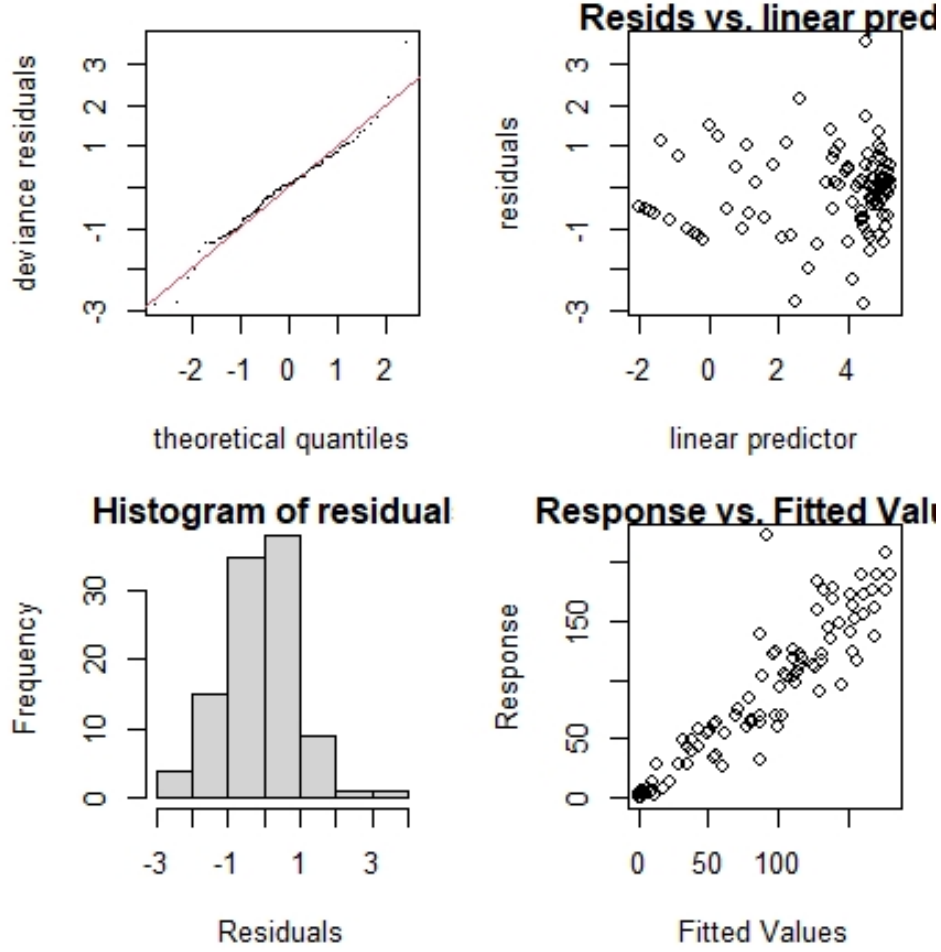 3
2
1
-1
-3
deviance residuals
-2 -1 0 1 2
theoretical quantiles
Resids vs. linear pred
3
2
1
-1
-3
residuals
-2 0 2 4
linear predictor
Histogram of residual
30
20
10
0
Frequency
-3 -1 1 3
Residuals
Response vs. Fitted Valu
150
50
0
Response
0 50 100
Fitted Values